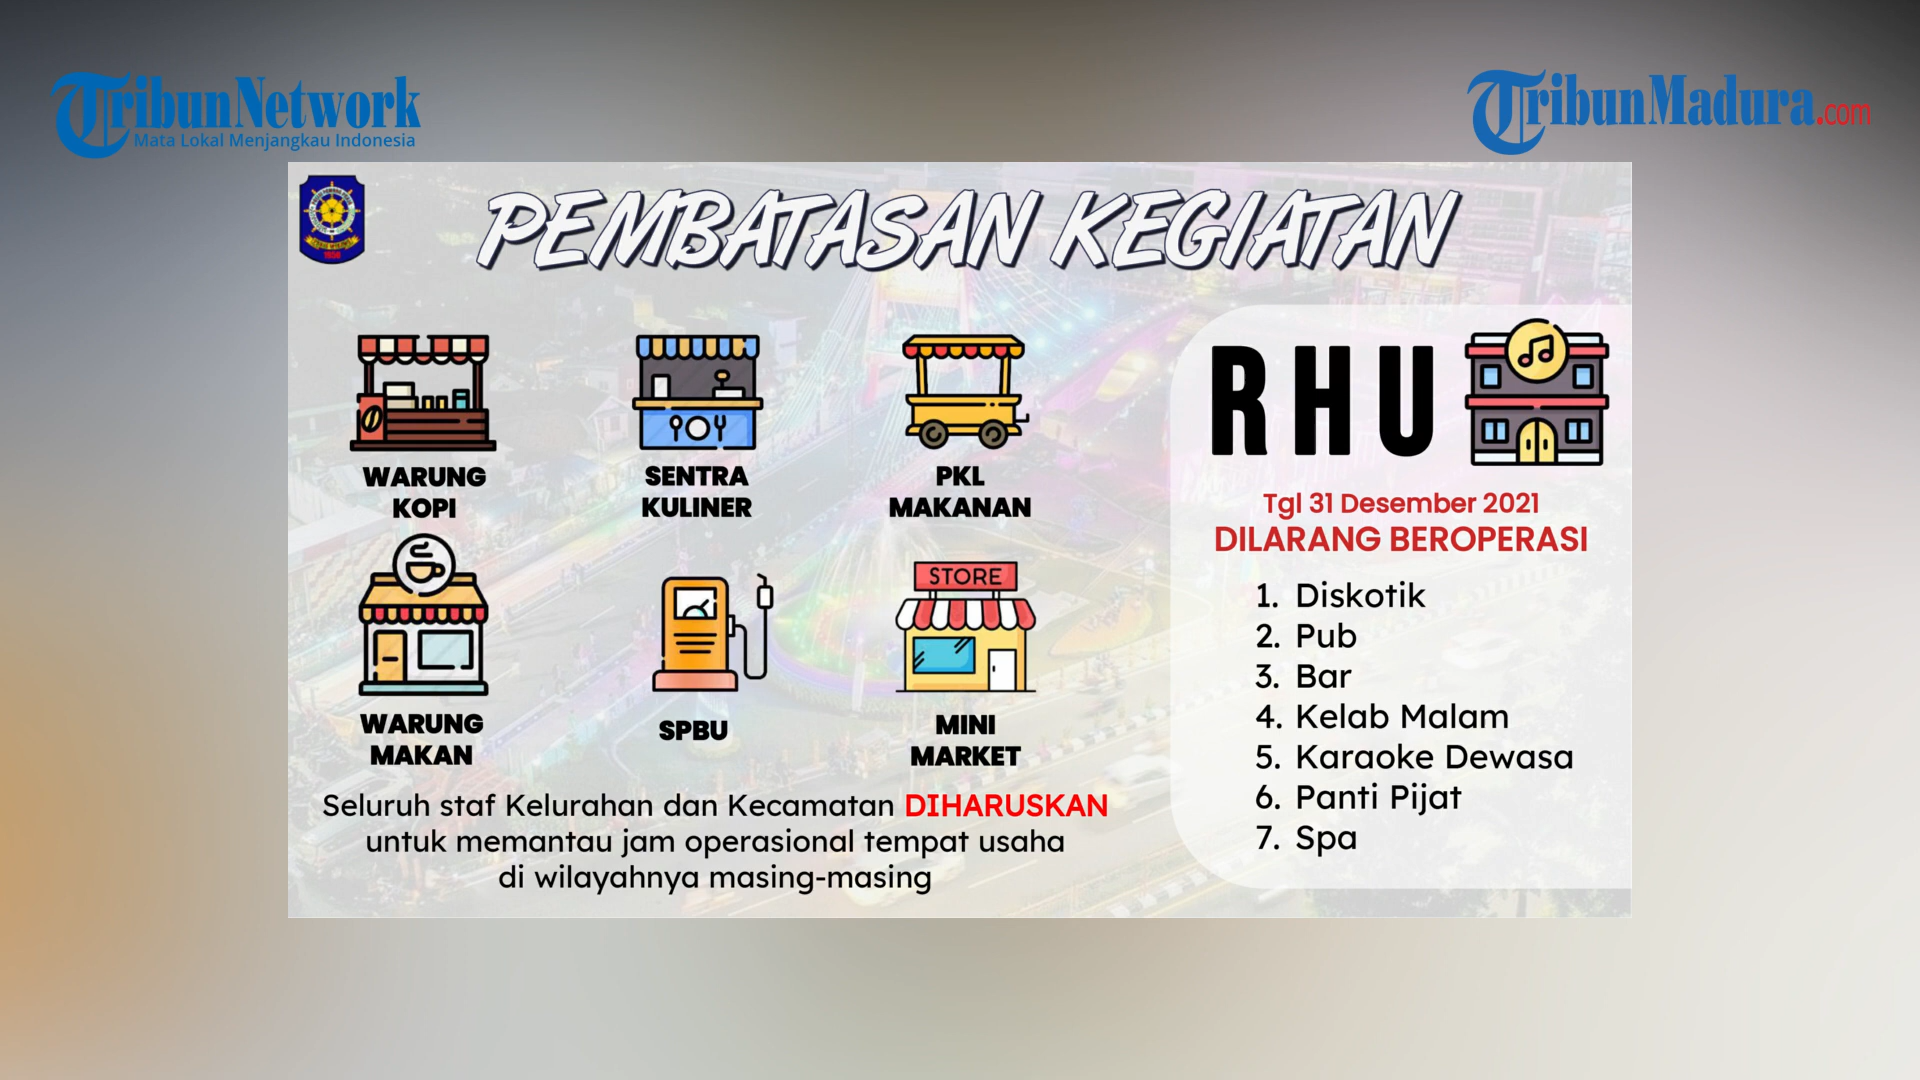 TribunNetwork
Mata Lokal Menjangkau Indonesia
TribunMadura.com
PEMBATASAN KEGIATAN
WARUNG
KOPI
SENTRA
KULINER
PKL
MAKANAN
WARUNG
MAKAN
SPBU
STORE
MINI
MARKET
Seluruh staf Kelurahan dan Kecamatan DIHARUSKAN
untuk memantau jam operasional tempat usaha
di wilayahnya masing-masing
RHU
Tgl 31 Desember 2021
DILARANG BEROPERASI
1. Diskotik
2. Pub
3. Bar
4. Kelab Malam
5. Karaoke Dewasa
6. Panti Pijat
7. Spa